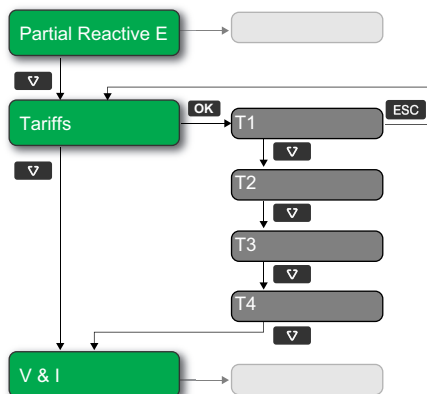 Partial Reactive E
Tariffs
OK
T1
ESC
T2
T3
T4
V & I